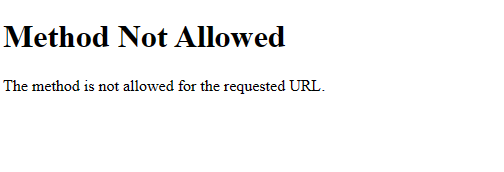 Method Not Allowed
The method is not allowed for the requested URL.